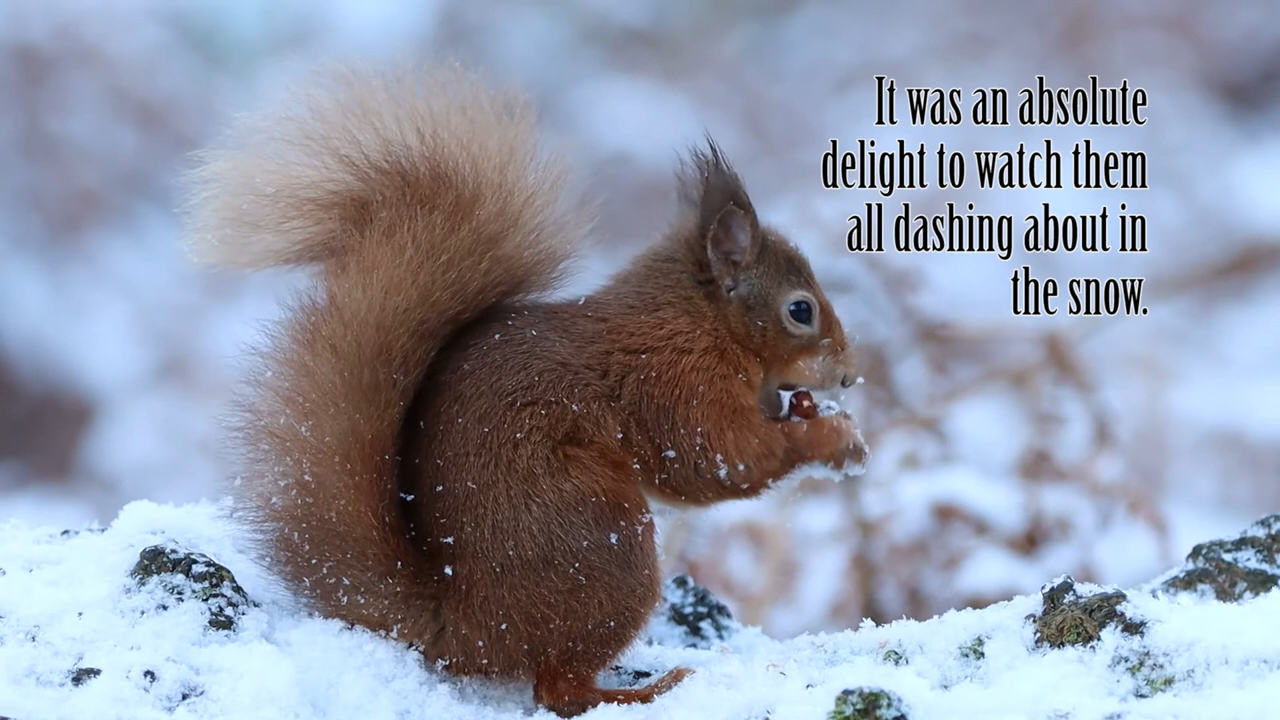 It was an absolute
delight to watch them
all dashing about in
the snow.